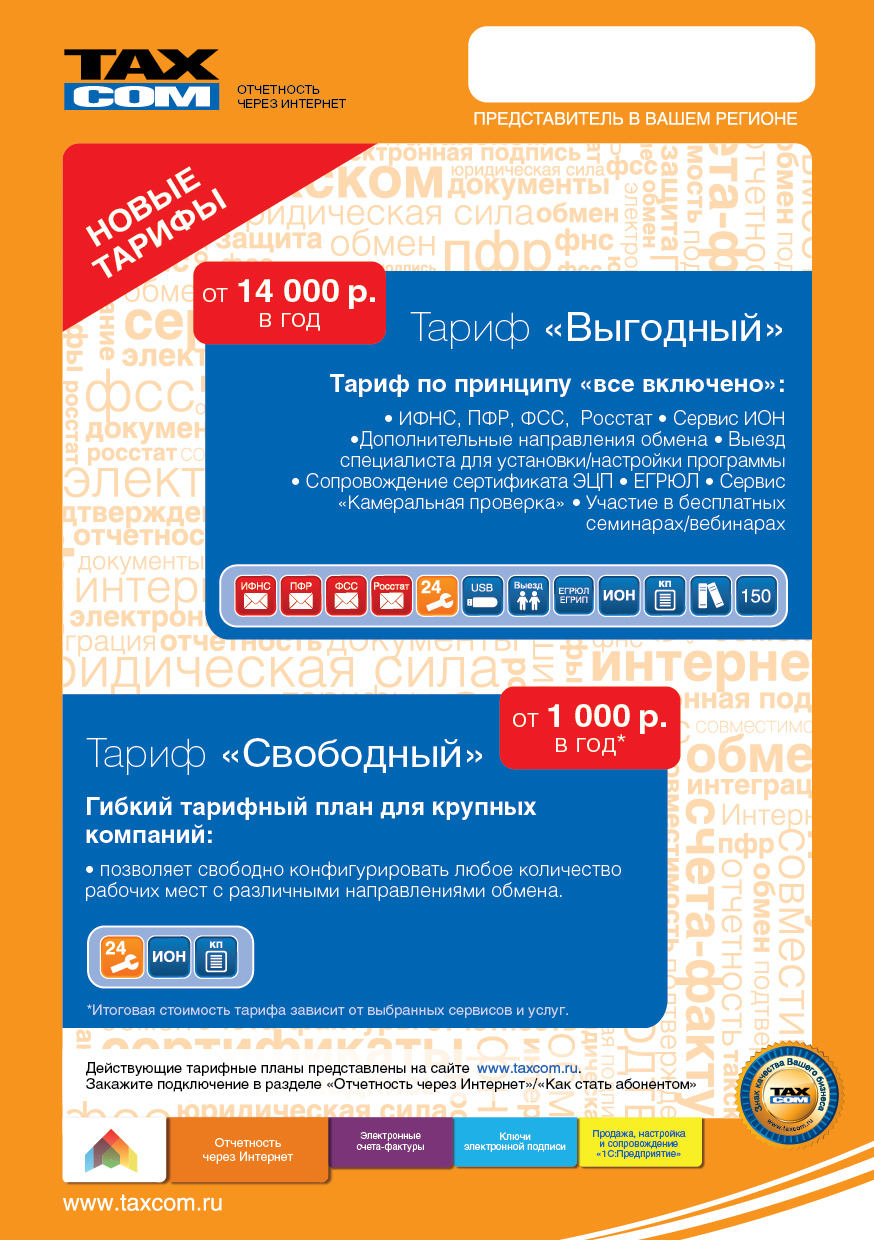 TAX
COM
ОТЧЕТНОСТЬ
ЧЕРЕЗ ИНТЕРНЕТ
ПРЕДСТАВИТЕЛЬ В ВАШЕМ РЕГИОНЕ
НОВЫЕ
ТАРИФЫ
от 14 000 р.
в год
Тариф «Выгодный»
Тариф по принципу «все включено»:
• ИФНС, ПФР, ФСС, Росстат • Сервис ИОН
•Дополнительные направления обмена • Выезд
специалиста для установки/настройки программы
• Сопровождение сертификата ЭЦП • ЕГРЮЛ • Сервис
«Камеральная проверка» • Участие в бесплатных
семинарах/вебинарах
ИФНС ПФР ФСС Росстат 24 USB Выезд ЕГРЮЛ ЕГРИП ИОН КП 150
от 1 000 р.
в год*
Тариф «Свободный»
Гибкий тарифный план для крупных
компаний:
• позволяет свободно конфигурировать любое количество
рабочих мест с различными направлениями обмена.
24 ИОН КП
*Итоговая стоимость тарифа зависит от выбранных сервисов и услуг.
Действующие тарифные планы представлены на сайте www.taxcom.ru.
Закажите подключение в разделе «Отчетность через Интернет»/«Как стать абонентом»
Знак качества Вашего бизнеса
TAX
COM
www.taxcom.ru
Отчетность
через Интернет
Электронные
счета-фактуры
Ключи
электронной подписи
Продажа, настройка
и сопровождение
«1С:Предприятие»
www.taxcom.ru